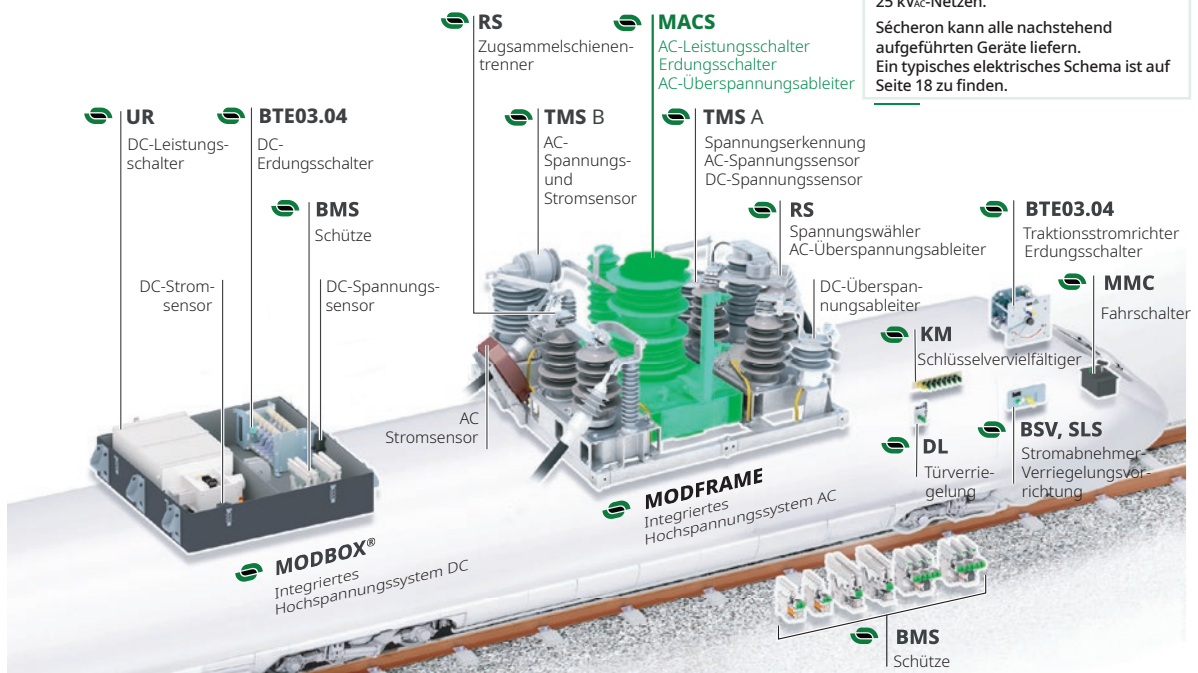 25 kVAC-Netzen.
Sécheron kann alle nachstehend
aufgeführten Geräte liefern.
Ein typisches elektrisches Schema ist auf
Seite 18 zu finden.
RS
Zugsammelschienen-
trenner
MACS
AC-Leistungsschalter
Erdungsschalter
AC-Überspannungsableiter
UR
DC-Leistungs-
schalter
BTE03.04
DC-
Erdungsschalter
TMS B
AC-
Spannungs-
und
Stromsensor
TMS A
Spannungserkennung
AC-Spannungssensor
DC-Spannungssensor
BMS
Schütze
RS
Spannungswähler
AC-Überspannungsableiter
BTE03.04
Traktionsstromrichter
Erdungsschalter
DC-Strom-
sensor
DC-Spannungs-
sensor
DC-Überspan-
nungsableiter
MMC
Fahrschalter
KM
Schlüsselvervielfältiger
AC
Stromsensor
DL
Türverrie-
gelung
BSV, SLS
Stromabnehmer-
Verriegelungsvor-
richtung
MODFRAME
Integriertes
Hochspannungssystem AC
MODBOX®
Integriertes
Hochspannungssystem DC
BMS
Schütze